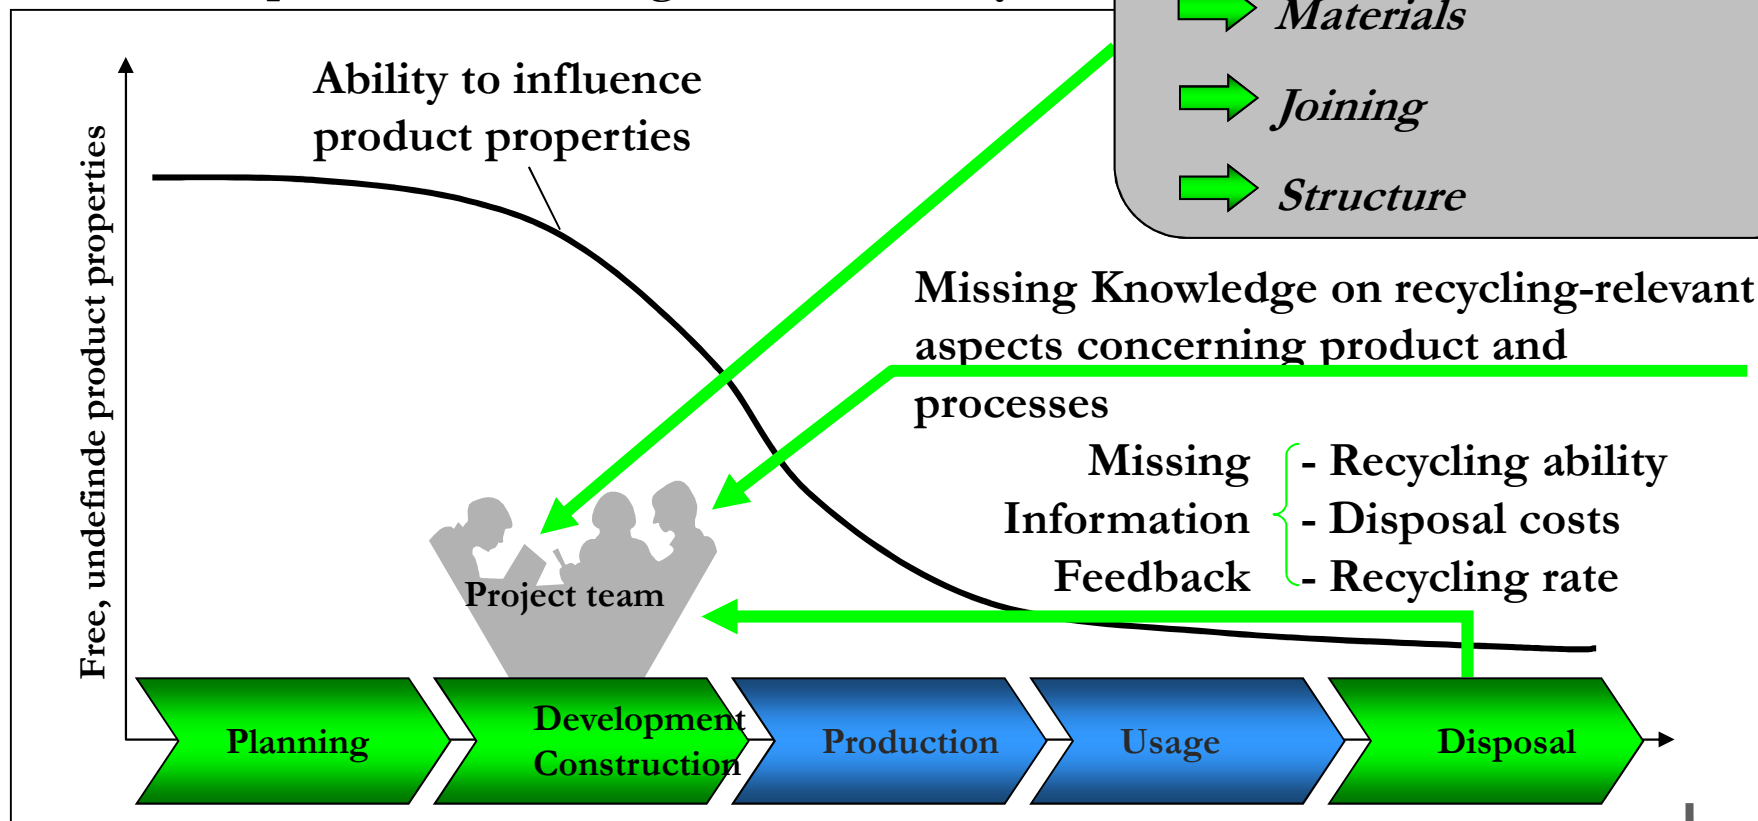 Materials
Joining
Structure
Ability to influence
product properties
Free, undefinde product properties
Missing Knowledge on recycling-relevant
aspects concerning product and
processes
Missing
Information
Feedback
- Recycling ability
- Disposal costs
- Recycling rate
Project team
Planning
Development
Construction
Production
Usage
Disposal